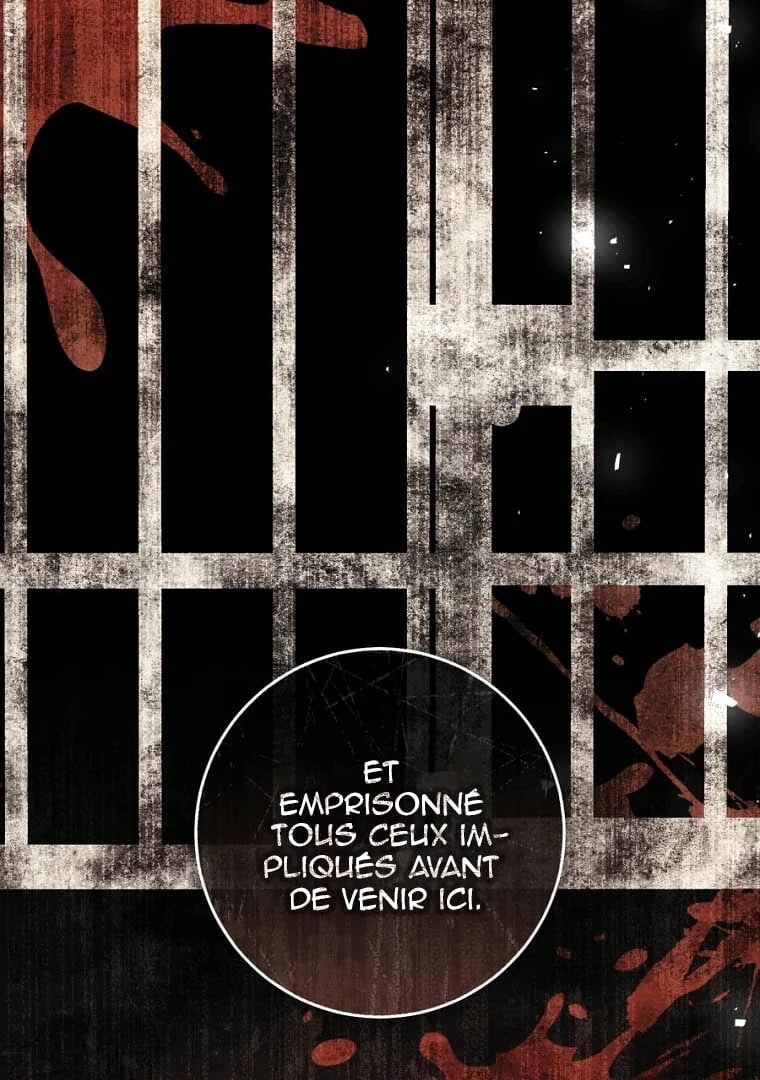 ET
EMPRISONNÉ
TOUS CEUX IM-
PLIQUÉS AVANT
DE VENIR ICI.